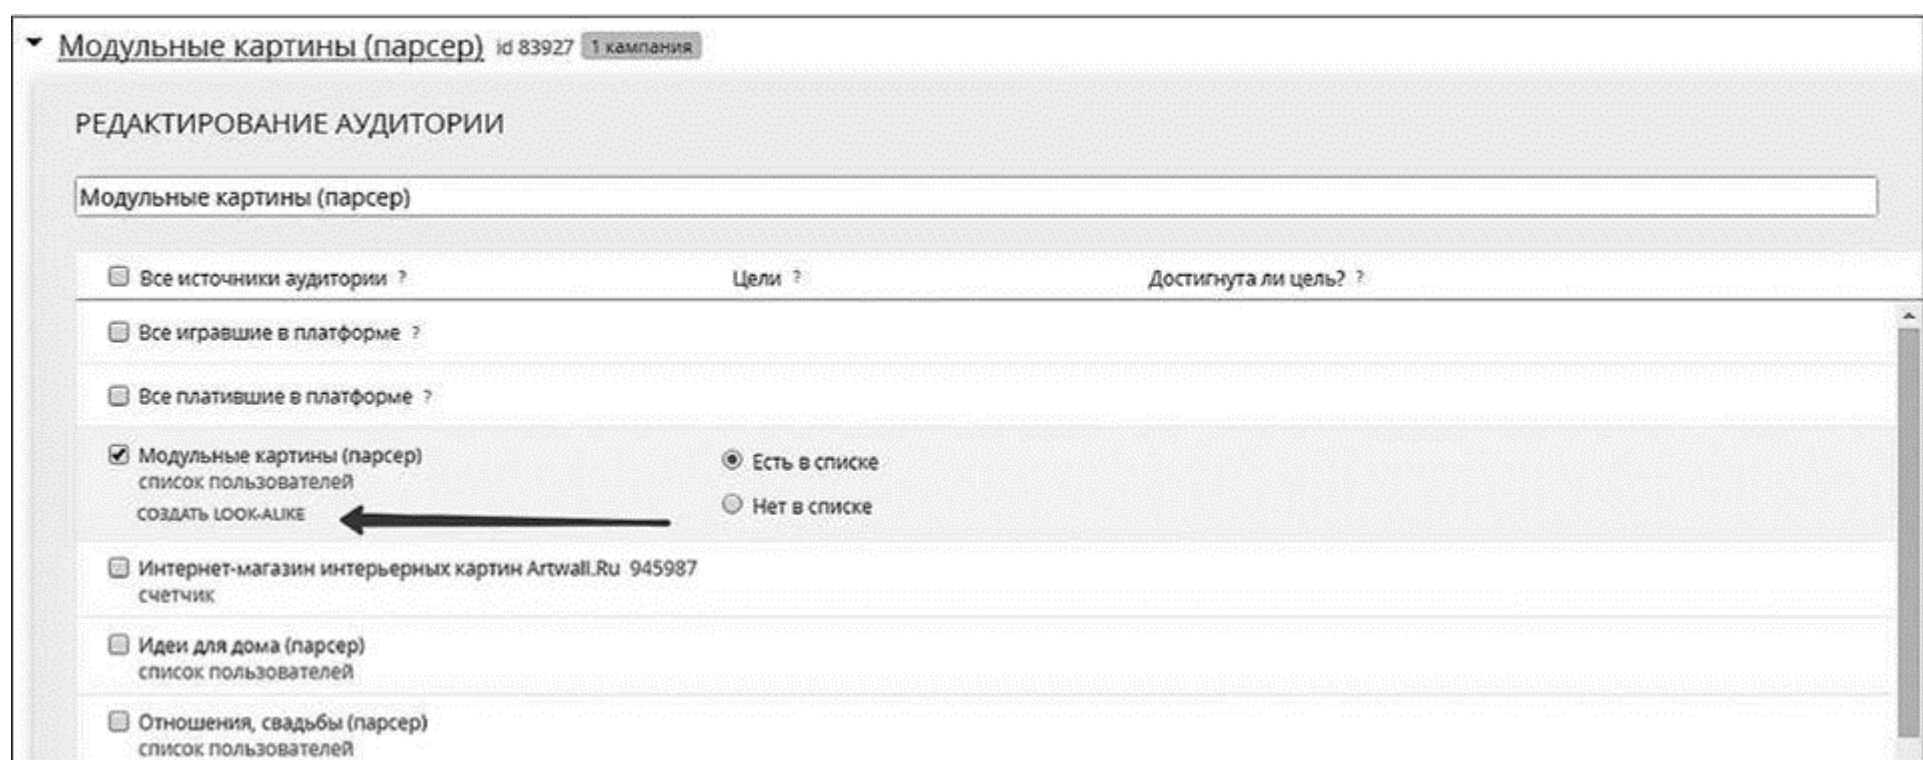 Модульные картины (парсер) id 83927 1 кампания
РЕДАКТИРОВАНИЕ АУДИТОРИИ
Модульные картины (парсер)
Все источники аудитории ? Цели ? Достигнута ли цель? ?
Все игравшие в платформе ?
Все платившие в платформе ?
Модульные картины (парсер)
список пользователей
СОЗДАТЬ LOOK-ALIKE
Есть в списке
Нет в списке
Интернет-магазин интерьерных картин Artwall.Ru 945987
счетчик
Идеи для дома (парсер)
список пользователей
Отношения, свадьбы (парсер)
список пользователей